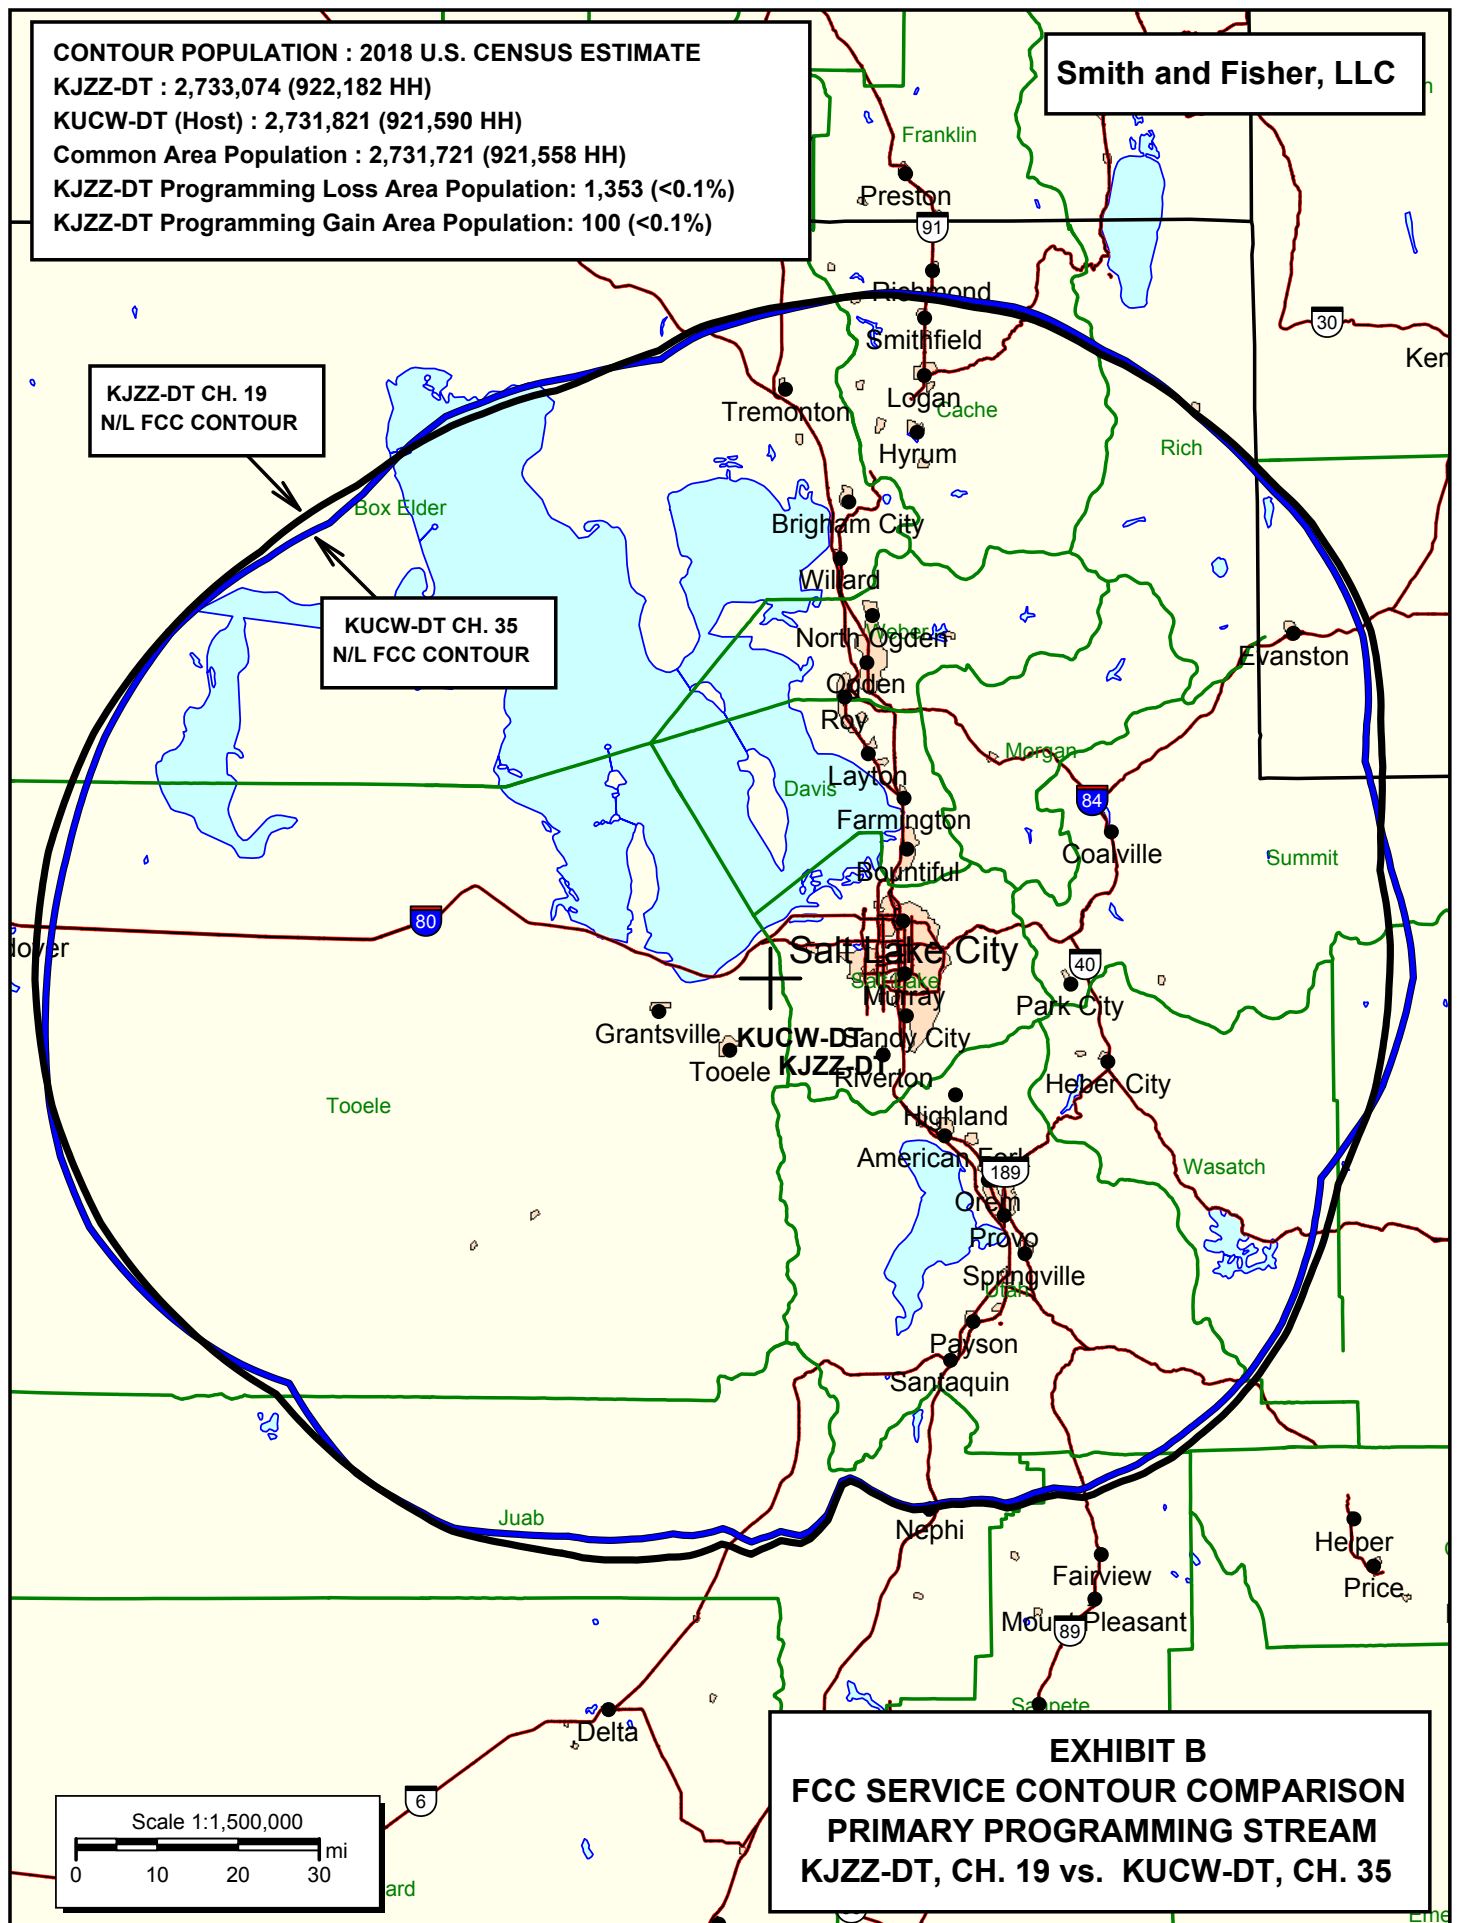 CONTOUR POPULATION : 2018 U.S. CENSUS ESTIMATE
KJZZ-DT : 2,733,074 (922,182 HH)
KUCW-DT (Host) : 2,731,821 (921,590 HH)
Common Area Population : 2,731,721 (921,558 HH)
KJZZ-DT Programming Loss Area Population: 1,353 (<0.1%)
KJZZ-DT Programming Gain Area Population: 100 (<0.1%)
Smith and Fisher, LLC
Franklin
Preston
91
Richmond
30
Smithfield
Ker
KJZZ-DT CH. 19
N/L FCC CONTOUR
Logan
Tremonton
Cache
Hyrum
Rich
Box Elder
Brigham City
Willard
KUCW-DT CH. 35
N/L FCC CONTOUR
North Ogden
Weber
Evanston
Ogden
Roy
Morgan
Layton
Davis
84
Farmington
Coalville
Summit
Bountiful
80
dover
Salt Lake City
40
Salt Lake
Murray
Park City
Grantsville
KUCW-DT
Sandy City
Tooele
KJZZ-DT
Riverton
Heber City
Tooele
Highland
American Fork
189
Wasatch
Orem
Provo
Springville
Utah
Payson
Santaquin
Juab
Nephi
Helper
Fairview
Price
Mount Pleasant
89
Sanpete
Delta
EXHIBIT B
FCC SERVICE CONTOUR COMPARISON
PRIMARY PROGRAMMING STREAM
KJZZ-DT, CH. 19 vs. KUCW-DT, CH. 35
6
Scale 1:1,500,000
mi
0 10 20 30
ard
Eme